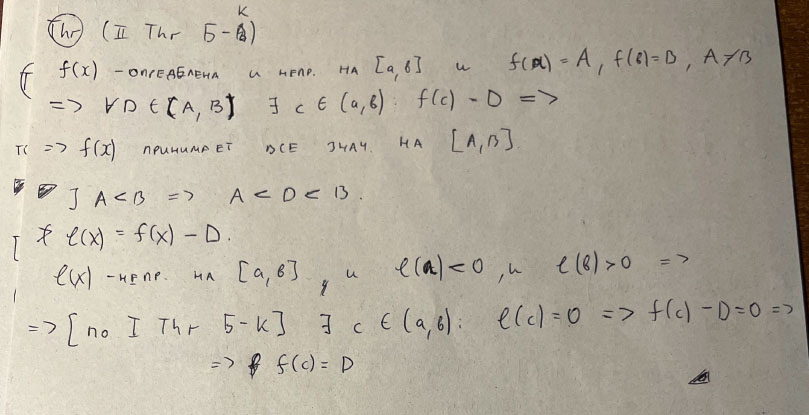 Thr (II Thr Б-К)
f(x) - определена и непр. на [a,b] и f(a) = A, f(b) = B, A ≠ B
=> ∀ D ∈ [A, B] ∃ c ∈ (a,b): f(c) - D =>
=> f(x) принимает все знач. на [A,B].
] A < B => A < D < B.
l(x) = f(x) - D.
l(x) - непр. на [a,b], и l(a) < 0, и l(b) > 0 =>
=> [по I Thr Б-К] ∃ c ∈ (a,b): l(c) = 0 => f(c) - D = 0 =>
=> f(c) = D